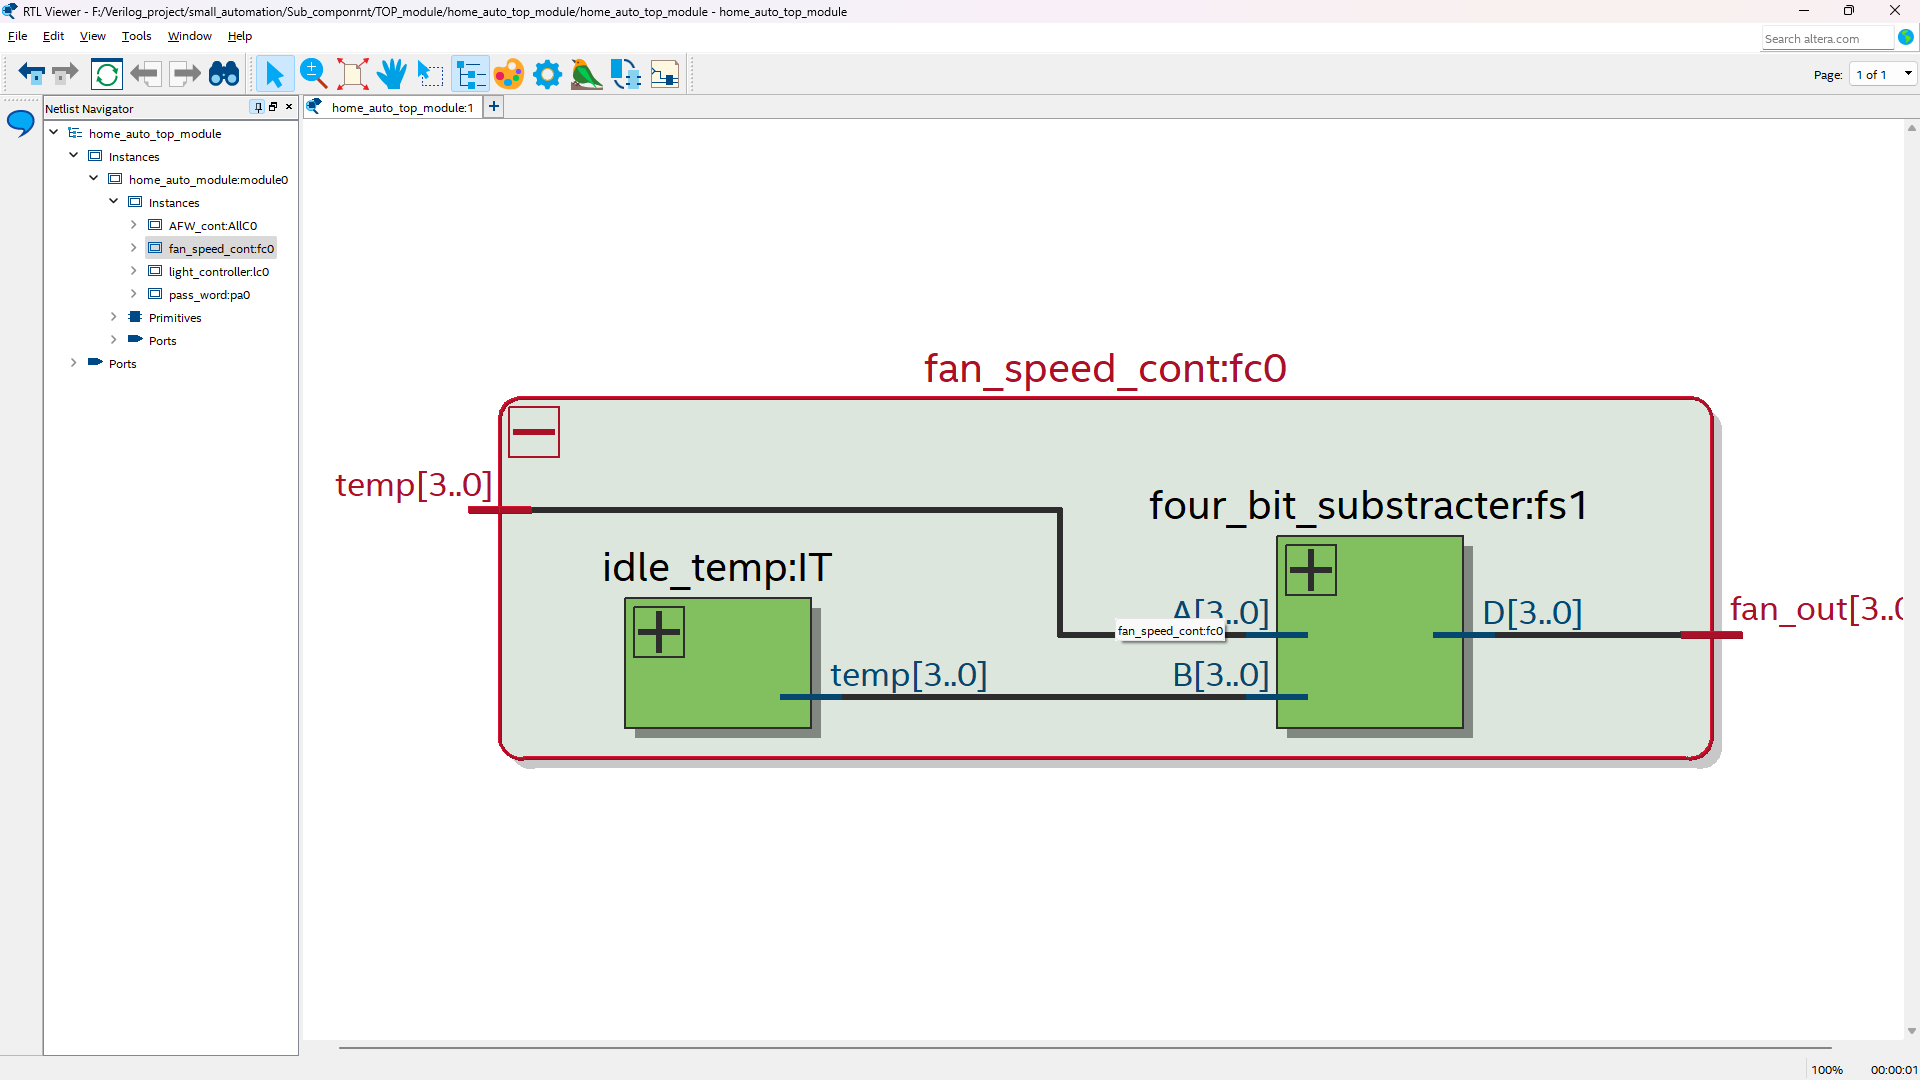 RTL Viewer - F:/Verilog_project/small_automation/Sub_componrnt/TOP_module/home_auto_top_module/home_auto_top_module - home_auto_top_module
File Edit View Tools Window Help
Search altera.com
Page: 1 of 1
Netlist Navigator
home_auto_top_module:1
home_auto_top_module
Instances
home_auto_module:module0
Instances
AFW_cont:AllC0
fan_speed_cont:fc0
light_controller:lc0
pass_word:pa0
Primitives
Ports
Ports
fan_speed_cont:fc0
temp[3..0]
four_bit_substracter:fs1
idle_temp:IT
A[3..0]
D[3..0]
fan_out[3..0
fan_speed_cont:fc0
temp[3..0]
B[3..0]
100% 00:00:01